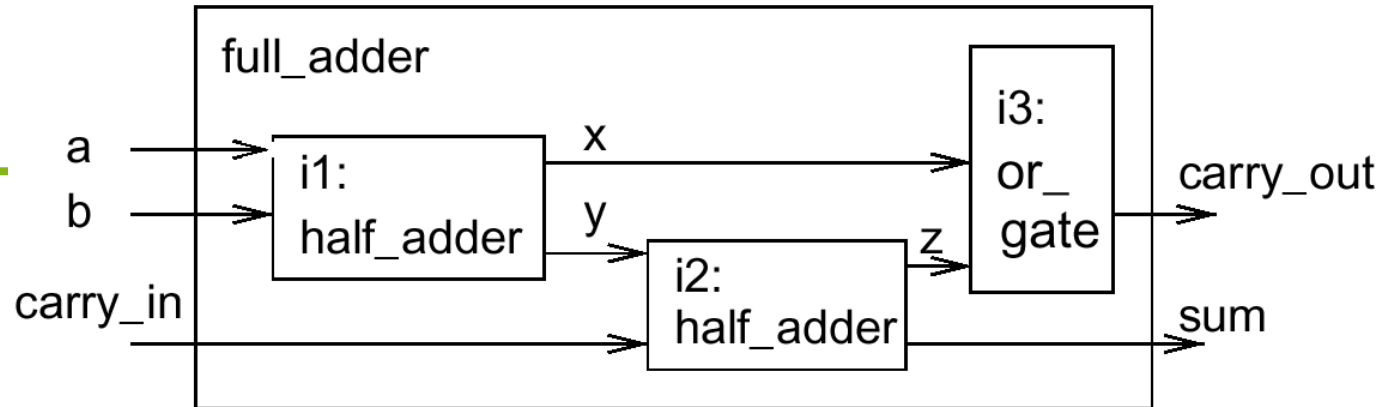 full_adder
a
b
carry_in
i1:
half_adder
x
y
i2:
half_adder
z
i3:
or_
gate
carry_out
sum